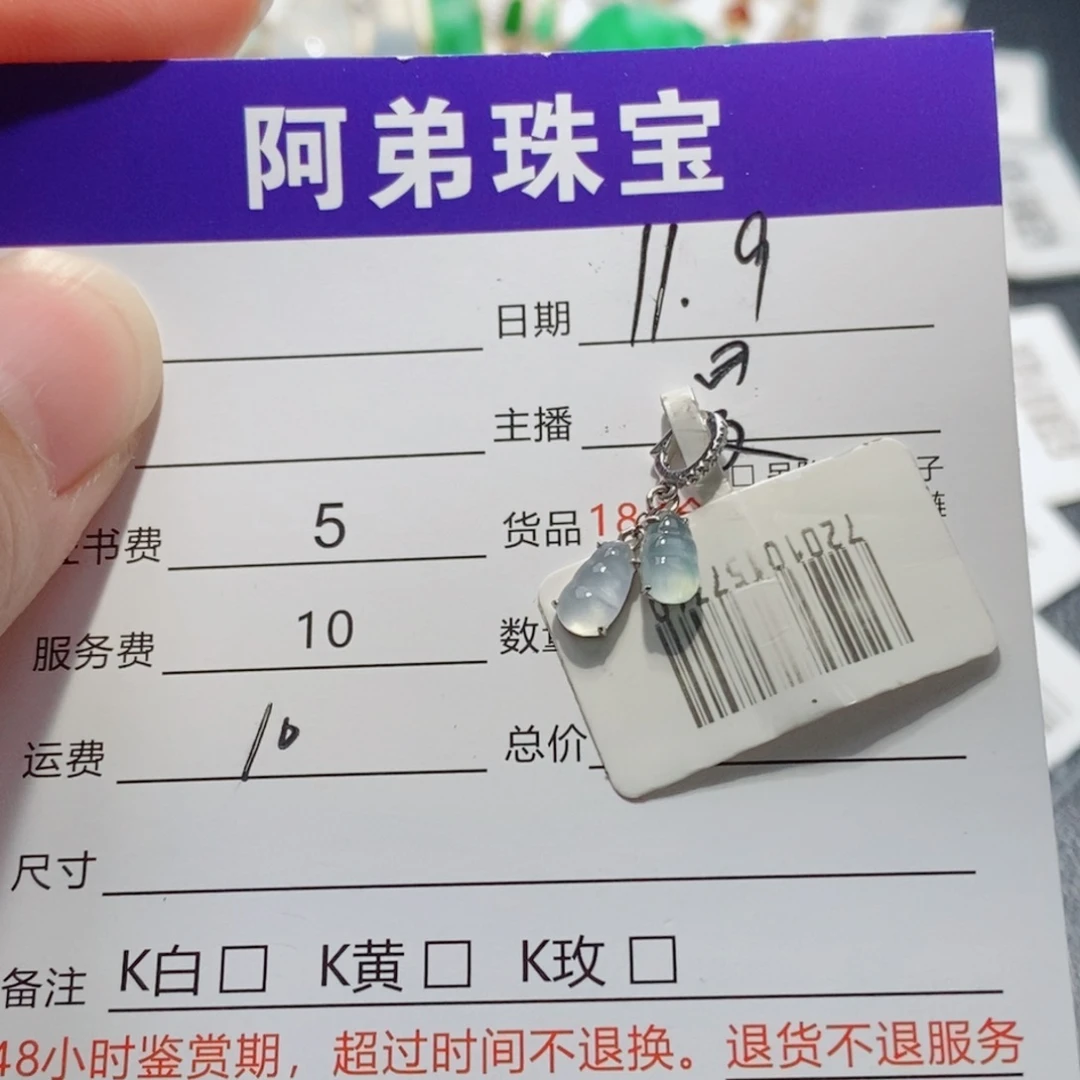 阿弟珠宝
日期 11.9
主播
书费 5 货品 18
服务费 10 数
运费 10 总价
尺寸
备注 K白□ K黄□ K玫□
48小时鉴赏期，超过时间不退换。退货不退服务